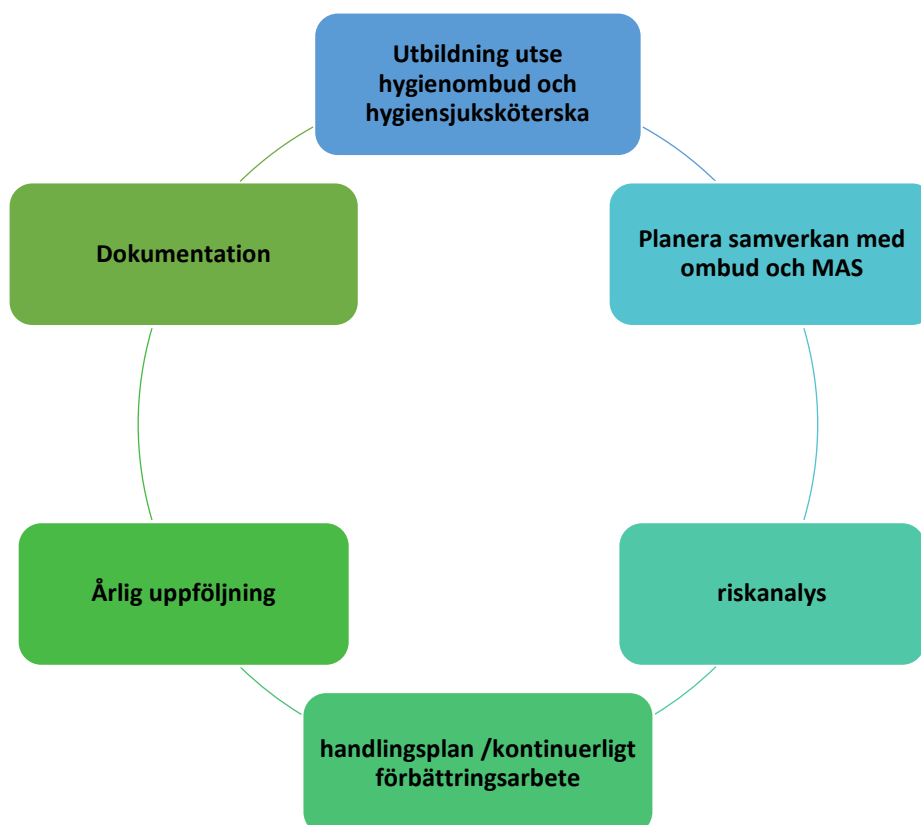 Utbildning utse
hygienombud och
hygiensjuksköterska
Planera samverkan med
ombud och MAS
riskanalys
handlingsplan /kontinuerligt
förbättringsarbete
Årlig uppföljning
Dokumentation